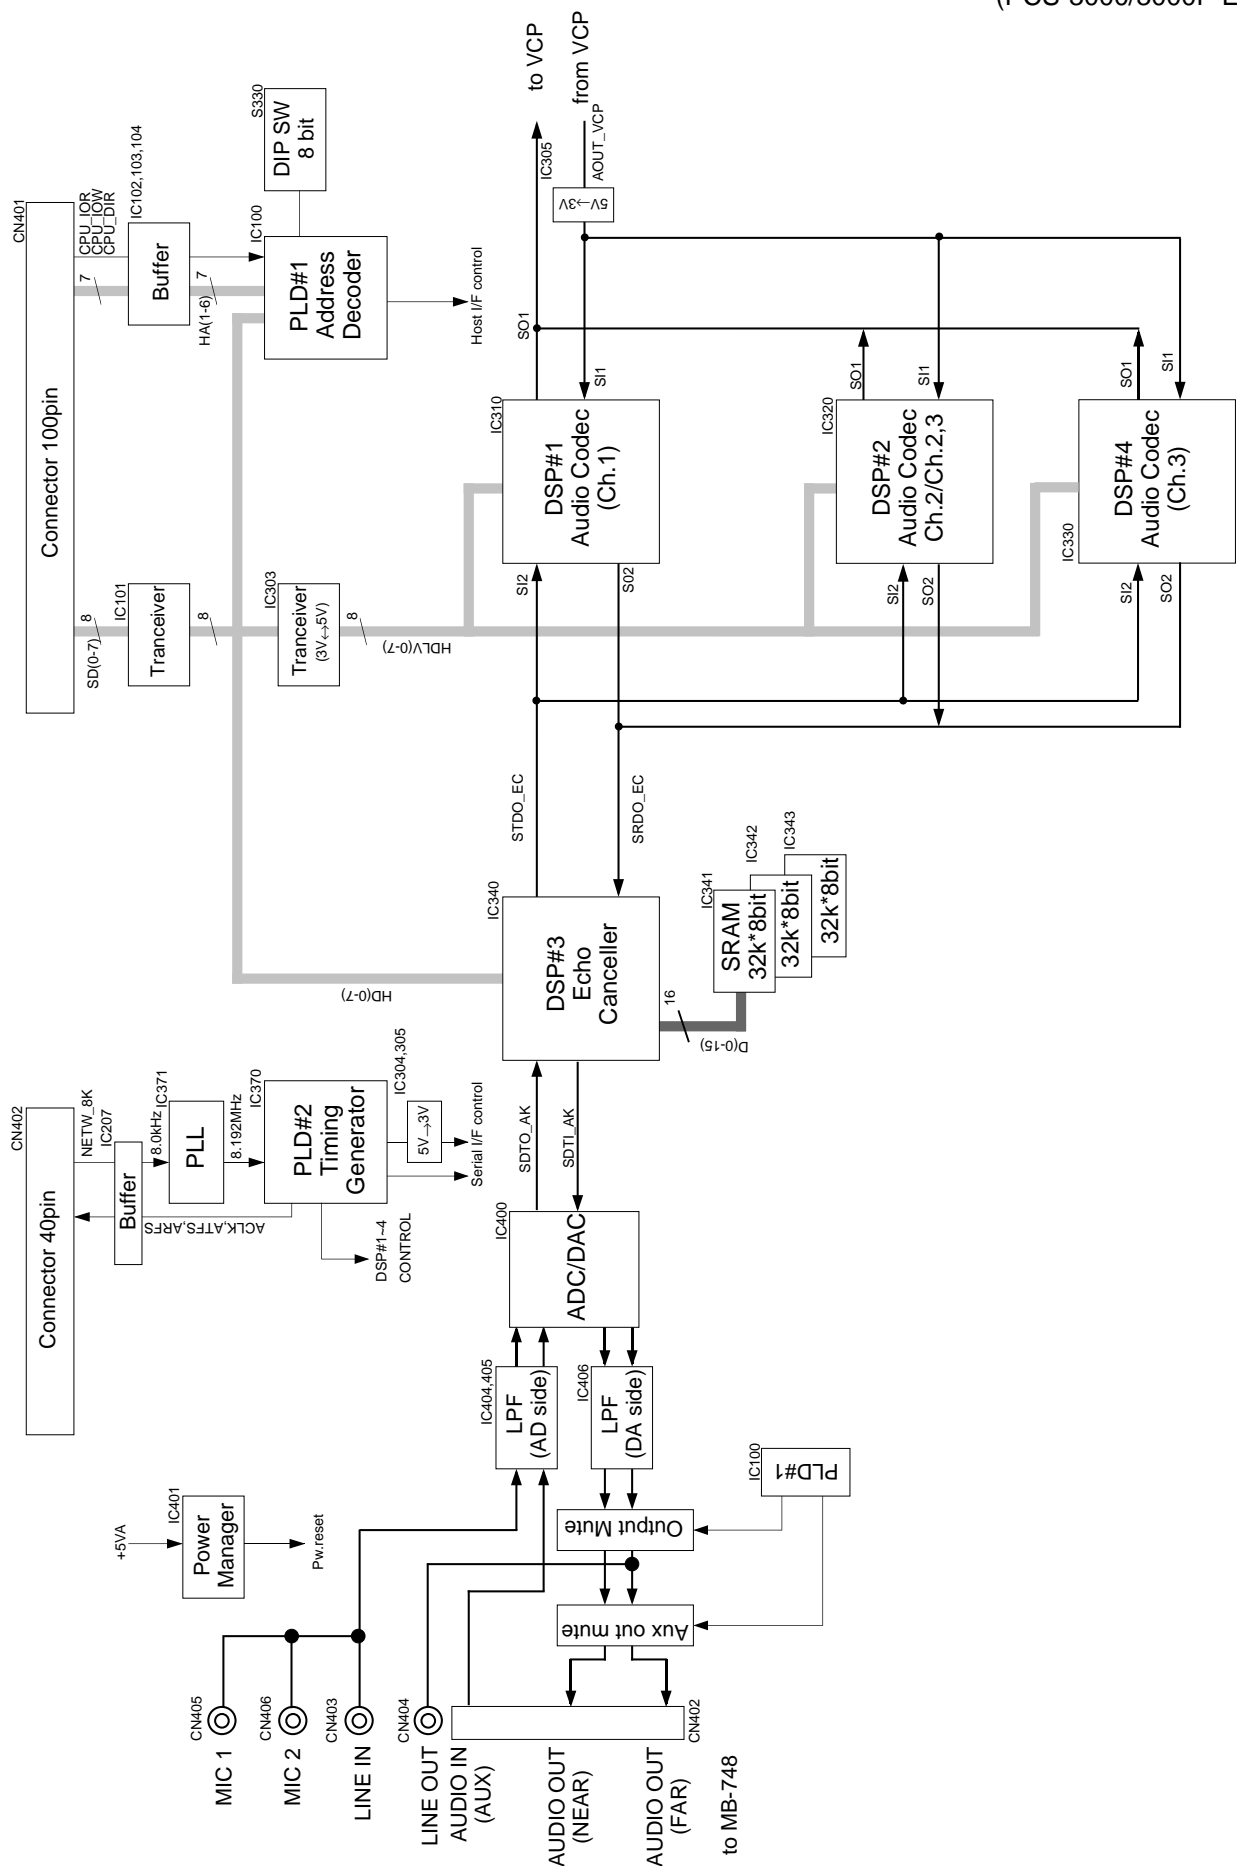 (PCS-5000/5000P E
CN401
Connector 100pin
CPU_IOR
CPU_IOW
CPU_DIR
7
IC102,103,104
Buffer
7
HA(1-6)
IC100
PLD#1
Address
Decoder
S330
DIP SW
8 bit
Host I/F control
8
SD(0-7)
IC101
Tranceiver
8
IC303
Tranceiver
(3V↔5V)
8
HDLV(0-7)
to VCP
from VCP
IC305
AOUT_VCP
5V→3V
SO1
SI1
IC310
DSP#1
Audio Codec
(Ch.1)
SI2
S02
SO1
SI1
IC320
DSP#2
Audio Codec
Ch.2/Ch.2,3
SI2
SO2
SO1
SI1
IC330
DSP#4
Audio Codec
(Ch.3)
SI2
SO2
STDO_EC
SRDO_EC
HD(0-7)
IC340
DSP#3
Echo
Canceller
16
D(0-15)
IC341
SRAM
32k*8bit
IC342
32k*8bit
IC343
32k*8bit
CN402
Connector 40pin
NETW_8K
IC207
Buffer
8.0kHz
IC371
PLL
8.192MHz
ACLK,ATFS,ARFS
IC370
PLD#2
Timing
Generator
IC304,305
5V→3V
Serial I/F control
DSP#1~4
CONTROL
SDTO_AK
SDTI_AK
IC400
ADC/DAC
IC404,405
LPF
(AD side)
IC406
LPF
(DA side)
+5VA
IC401
Power
Manager
Pw.reset
Output Mute
Aux out mute
IC100
PLD#1
CN405
MIC 1
CN406
MIC 2
CN403
LINE IN
CN404
LINE OUT
AUDIO IN
(AUX)
AUDIO OUT
(NEAR)
AUDIO OUT
(FAR)
CN402
to MB-748